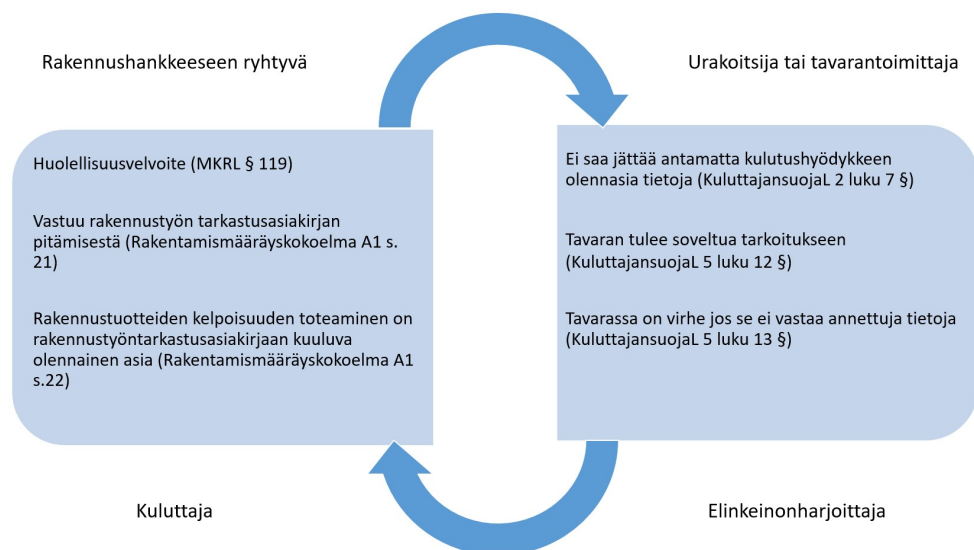 Rakennushankkeeseen ryhtyvä
Urakoitsija tai tavarantoimittaja
Huolellisuusvelvoite (MKRL § 119)
Vastuu rakennustyön tarkastusasiakirjan
pitämisestä (Rakentamismääräyskokoelma A1 s.
21)
Rakennustuotteiden kelpoisuuden toteaminen on
rakennustyöntarkastusasiakirjaan kuuluva
olennainen asia (Rakentamismääräyskokoelma A1
s.22)
Ei saa jättää antamatta kulutushyödykkeen
olennasia tietoja (KuluttajansuojaL 2 luku 7 §)
Tavaran tulee soveltua tarkoitukseen
(KuluttajansuojaL 5 luku 12 §)
Tavarassa on virhe jos se ei vastaa annettuja tietoja
(KuluttajansuojaL 5 luku 13 §)
Kuluttaja
Elinkeinonharjoittaja